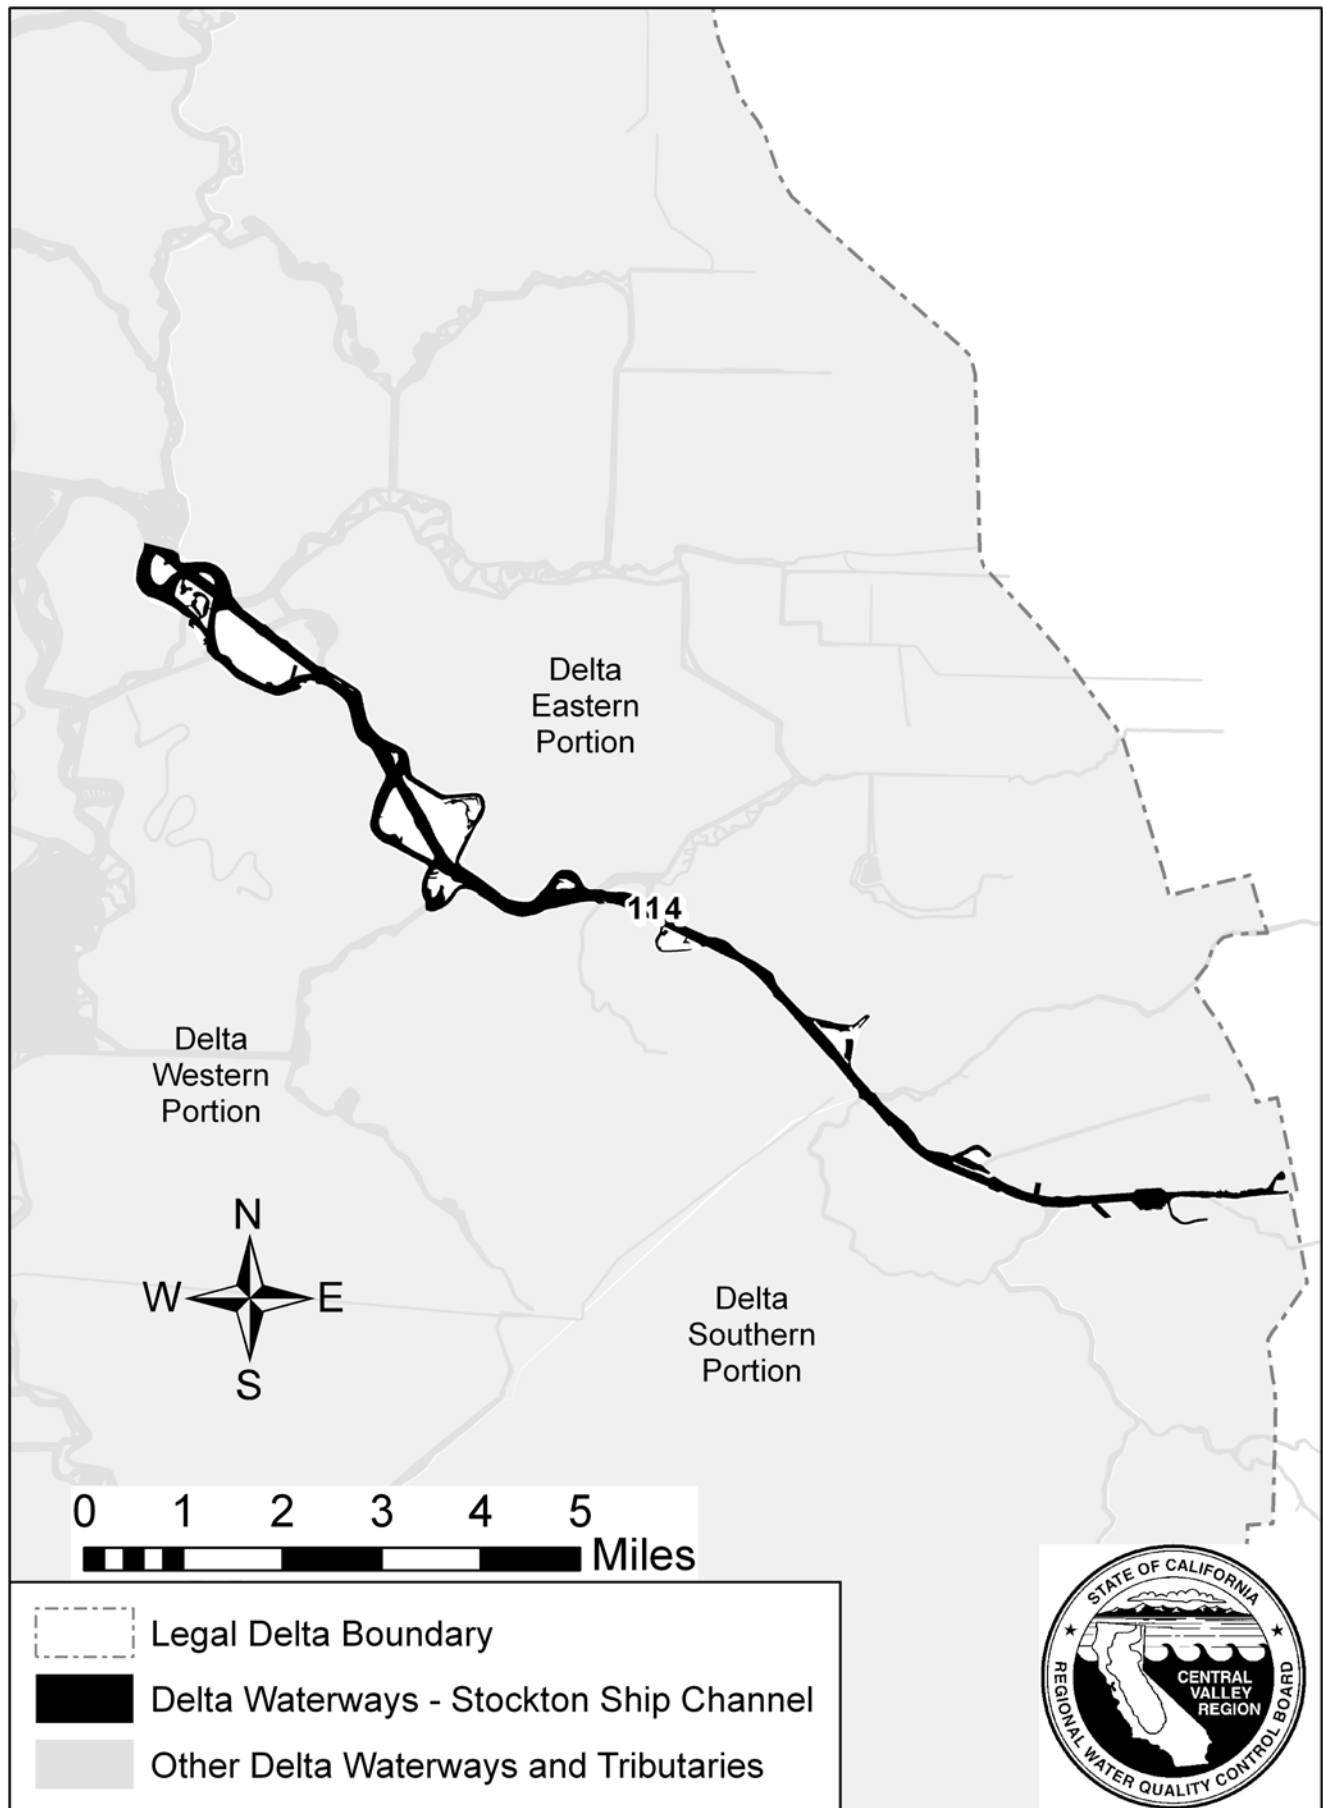 Delta
Eastern
Portion
114
Delta
Western
Portion
N
W
E
S
Delta
Southern
Portion
0 1 2 3 4 5
Miles
Legal Delta Boundary
Delta Waterways - Stockton Ship Channel
Other Delta Waterways and Tributaries
STATE OF CALIFORNIA
CENTRAL
VALLEY
REGION
REGIONAL WATER QUALITY CONTROL BOARD